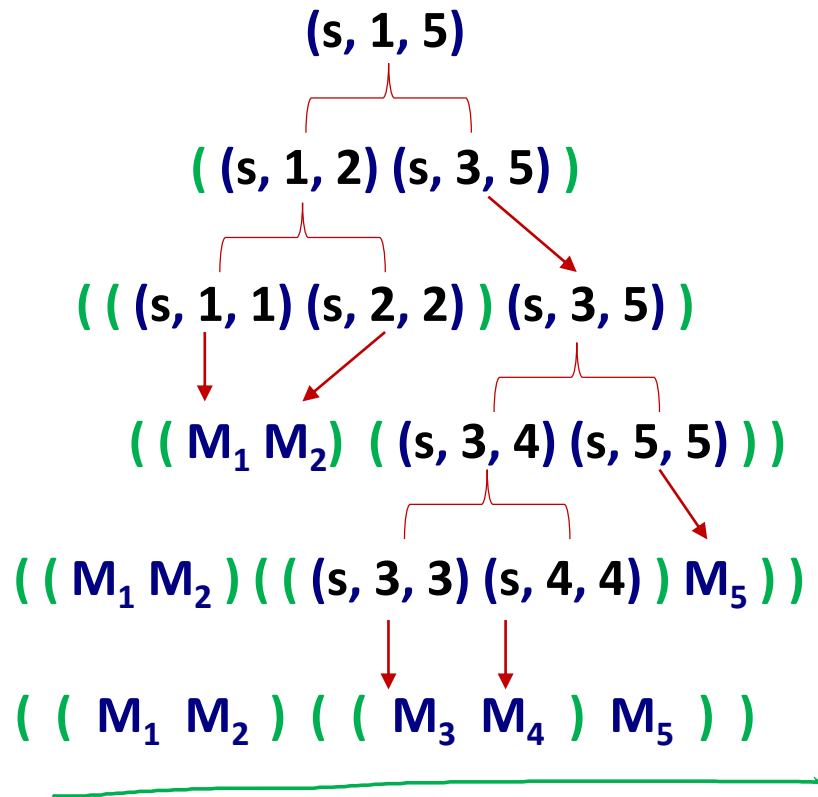 (s, 1, 5)
( (s, 1, 2) (s, 3, 5) )
( ( (s, 1, 1) (s, 2, 2) ) (s, 3, 5) )
( ( M₁ M₂) ( (s, 3, 4) (s, 5, 5) ) )
( ( M₁ M₂ ) ( ( (s, 3, 3) (s, 4, 4) ) M₅ ) )
( ( M₁ M₂ ) ( ( M₃ M₄ ) M₅ ) )